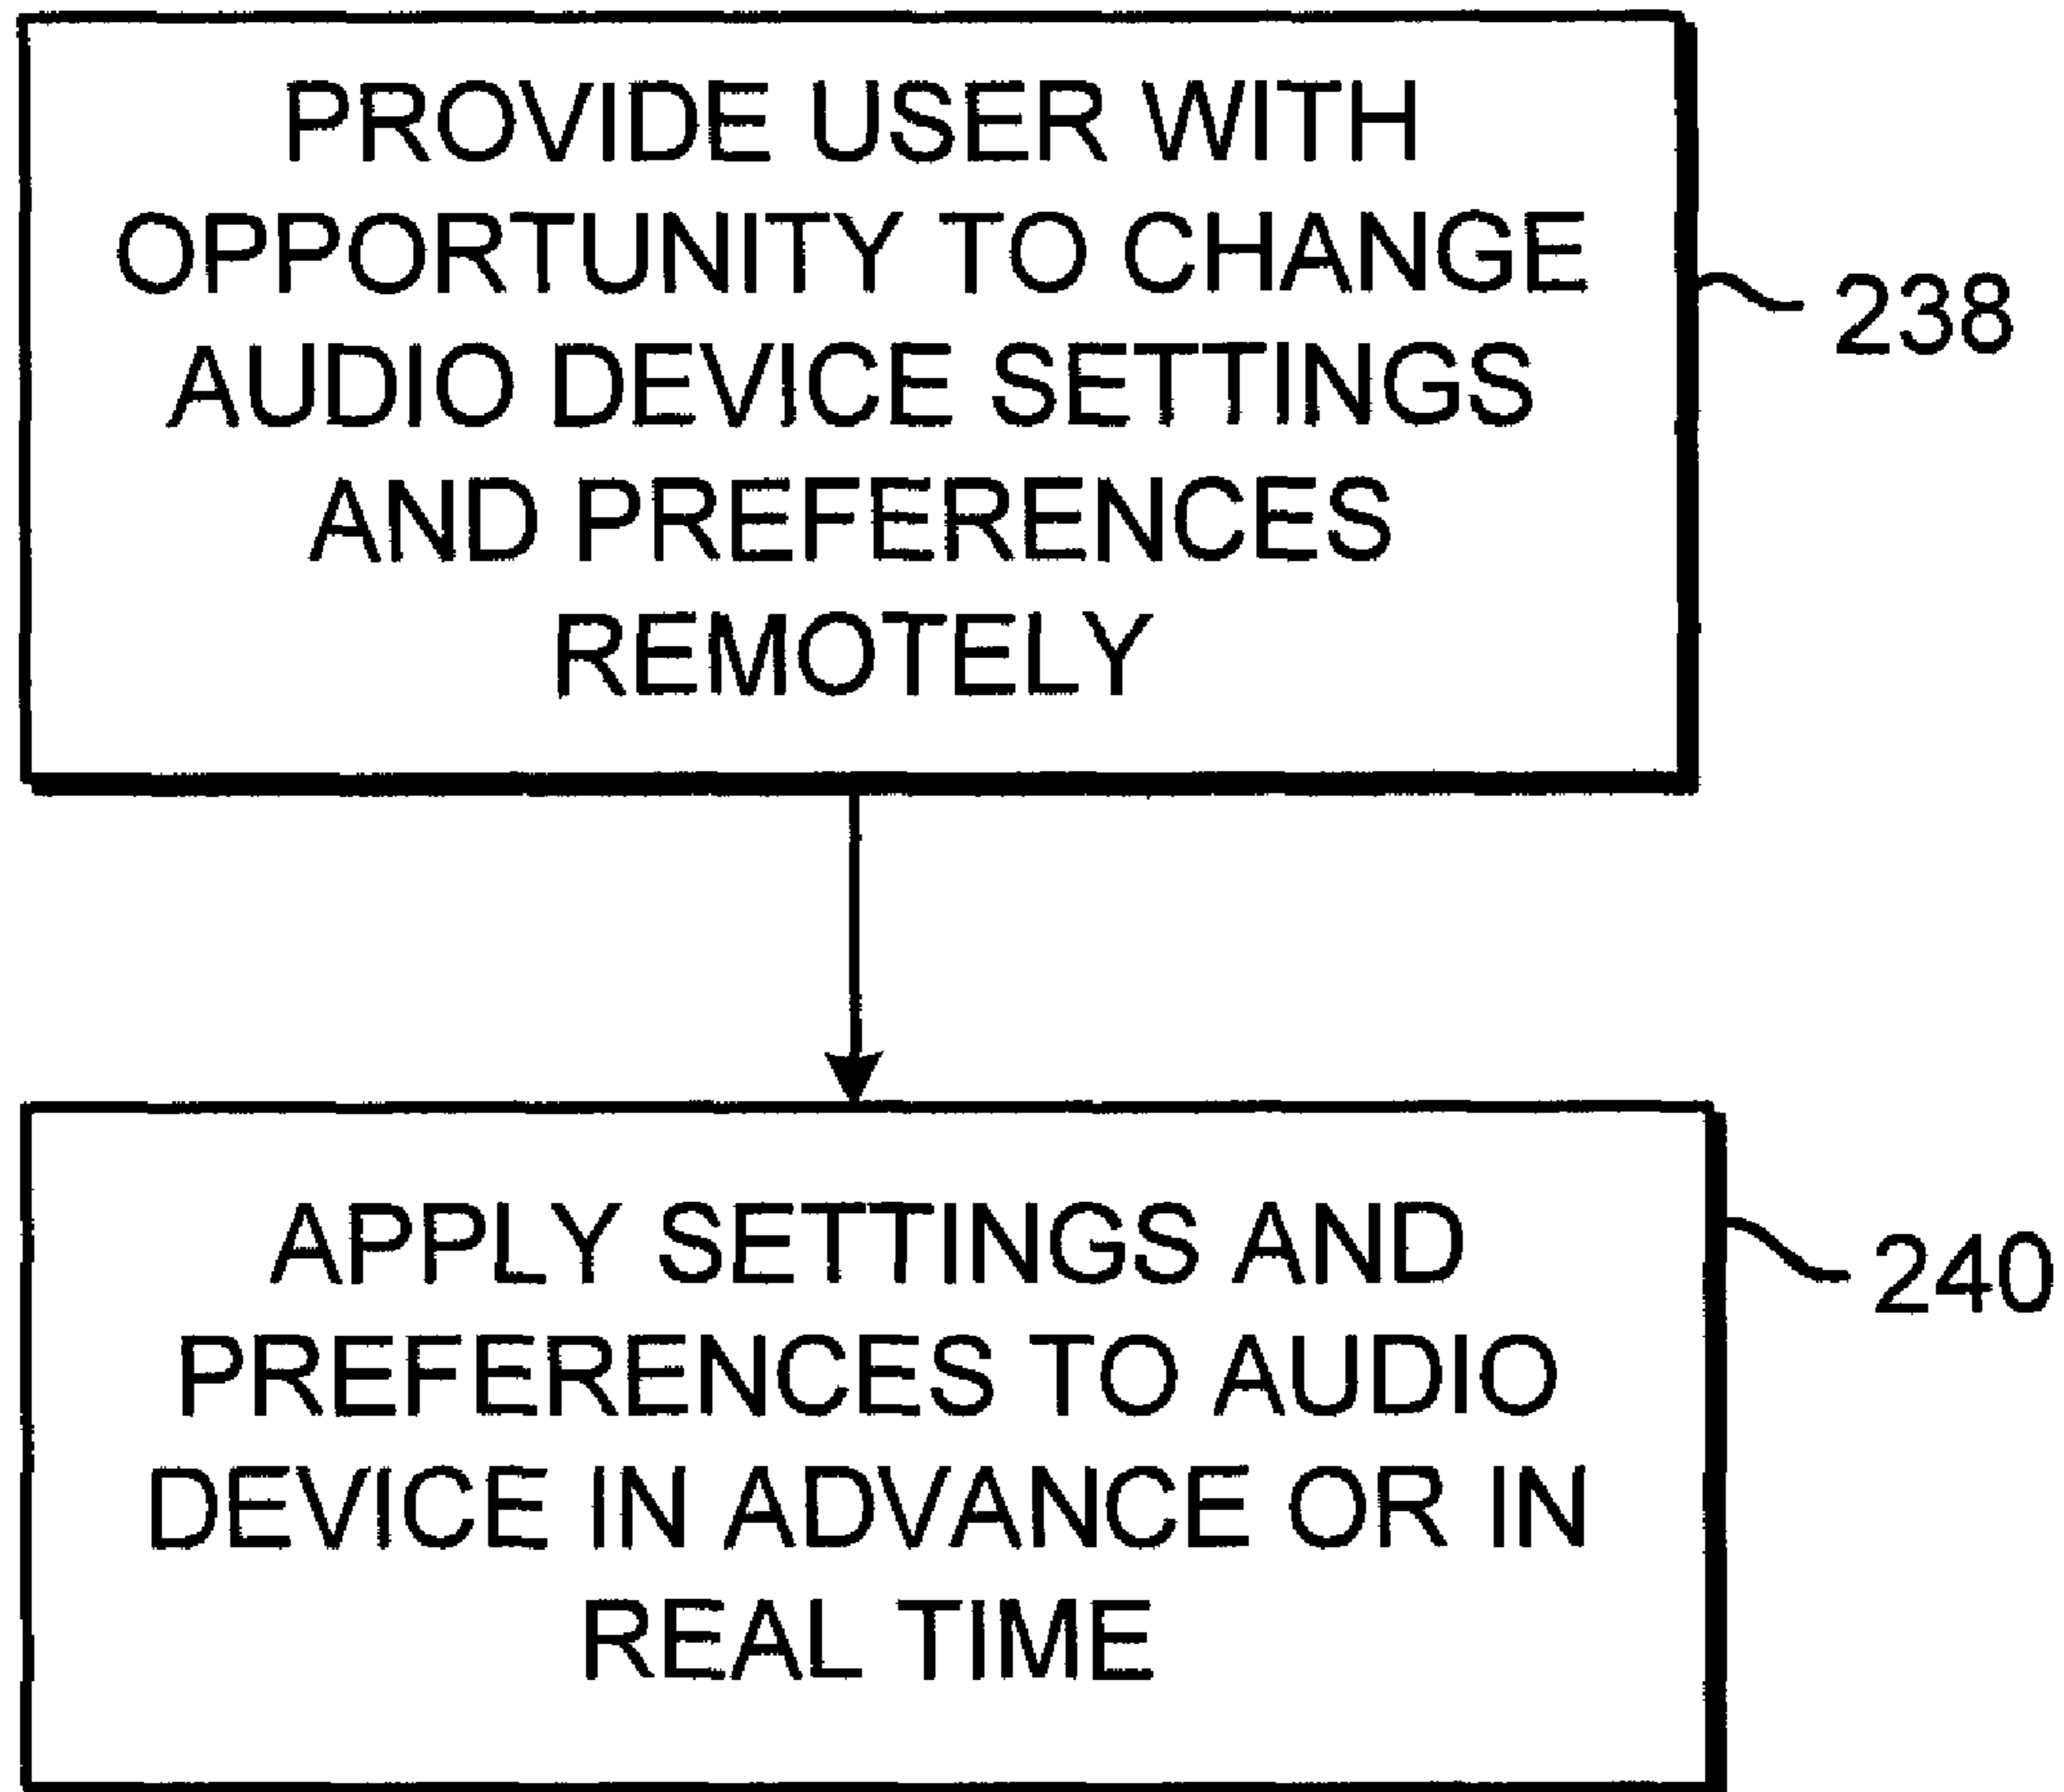 PROVIDE USER WITH
OPPORTUNITY TO CHANGE
AUDIO DEVICE SETTINGS
AND PREFERENCES
REMOTELY
238
APPLY SETTINGS AND
PREFERENCES TO AUDIO
DEVICE IN ADVANCE OR IN
REAL TIME
240